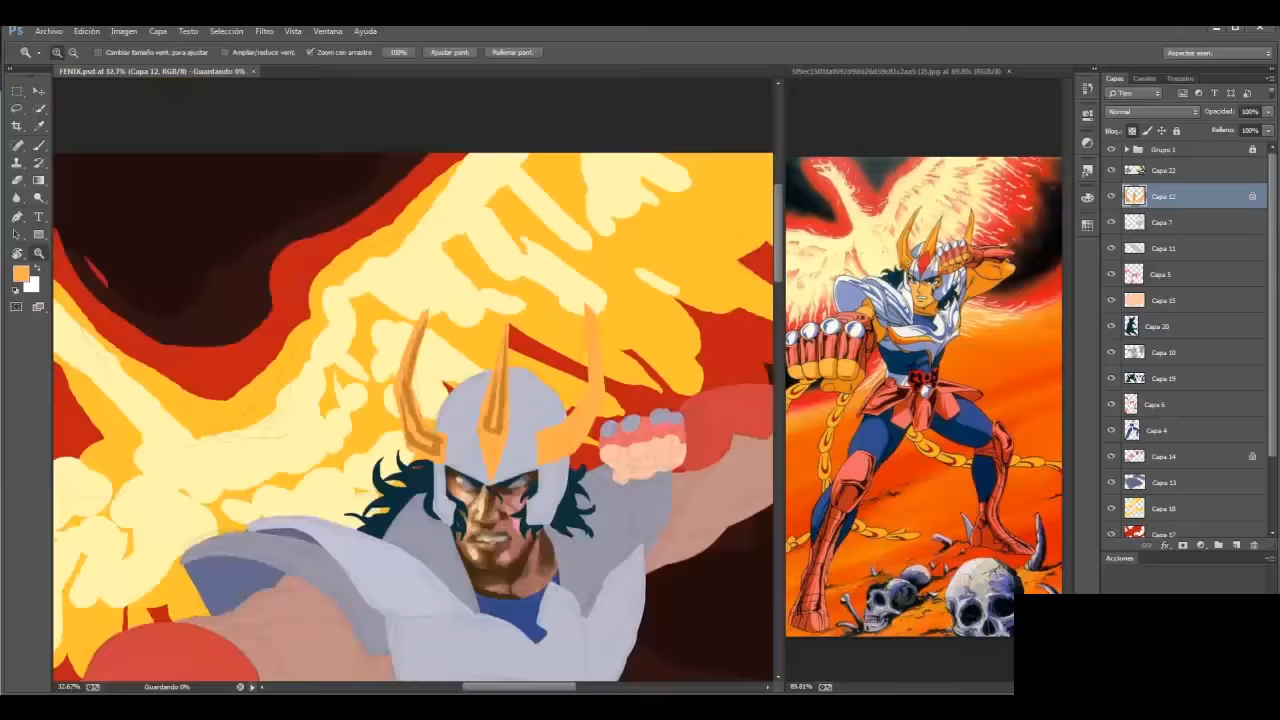 Ps Archivo Edición Imagen Capa Texto Selección Filtro Vista Ventana Ayuda
Cambiar tamaño vent. para ajustar Ampliar/reducir vent. Zoom con arrastre 100% Ajustar pant. Rellenar pant. Aspectos esen.
FENIX.psd al 32,7% (Capa 12, RGB/8) - Guardando 0% ×
Capas Canales Trazados
Tipo
Normal Opacidad: 100%
Bloq.: Relleno: 100%
Grupo 1
Capa 22
Capa 12
Capa 7
Capa 11
Capa 5
Capa 15
Capa 20
Capa 10
Capa 19
Capa 6
Capa 4
Capa 14
Capa 13
Capa 18
Capa 17
Acciones
32,67% Guardando 0% 89,81%